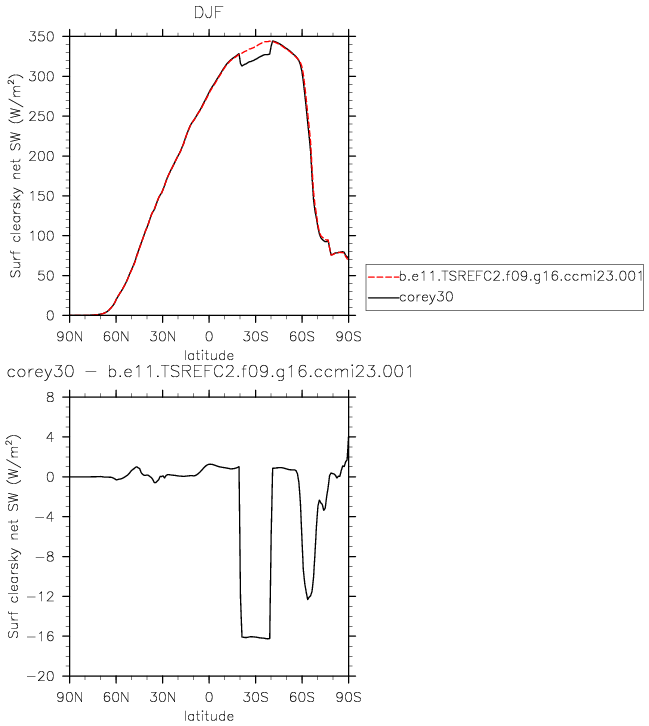 DJF
Surf clearsky net SW (W/m²)
350
300
250
200
150
100
50
0
90N 60N 30N 0 30S 60S 90S
latitude
b.e11.TSREFC2.f09.g16.ccmi23.001
corey30
corey30 − b.e11.TSREFC2.f09.g16.ccmi23.001
Surf clearsky net SW (W/m²)
8
4
0
−4
−8
−12
−16
−20
90N 60N 30N 0 30S 60S 90S
latitude